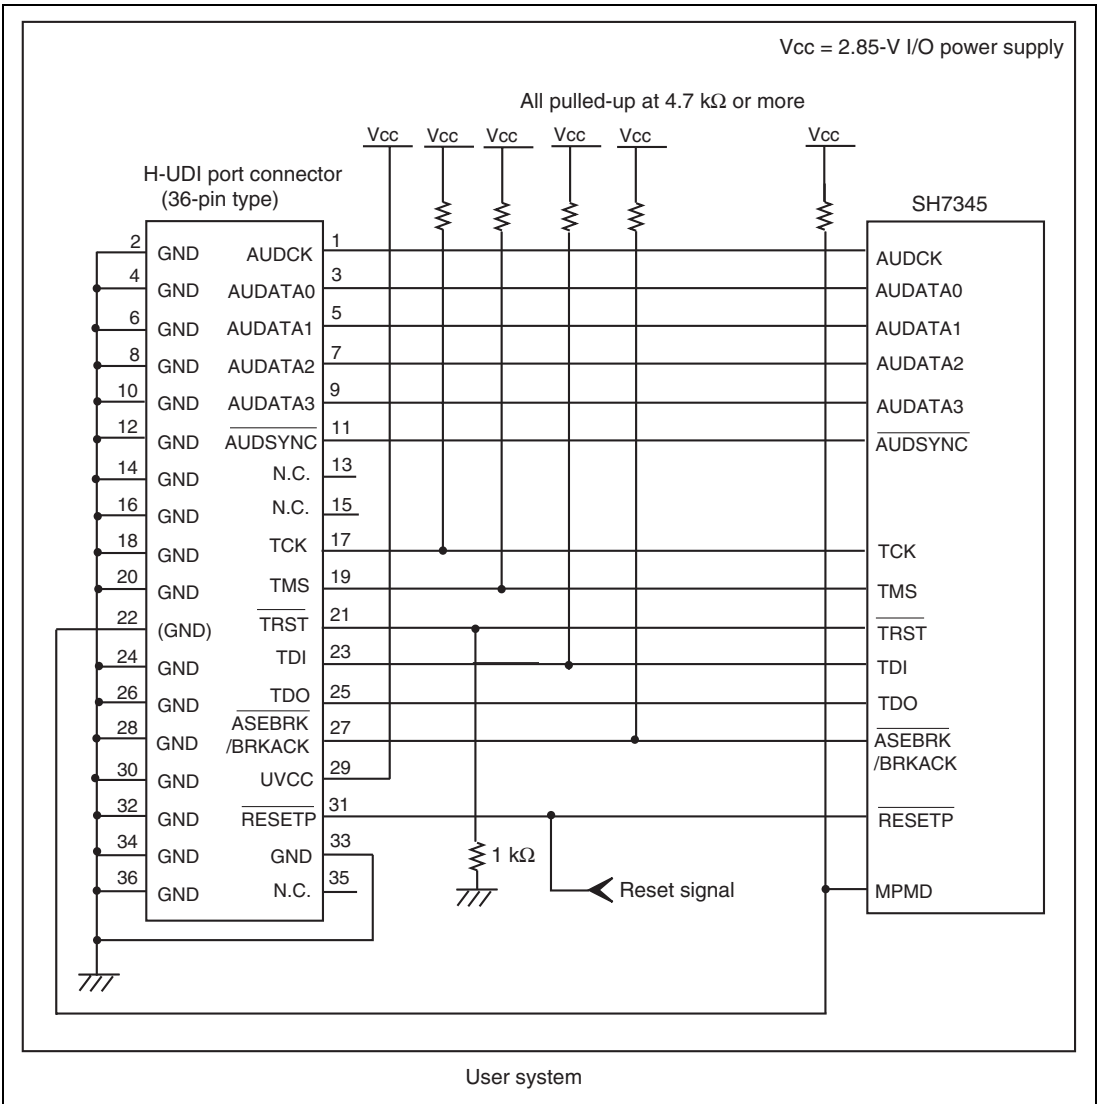 Vcc = 2.85-V I/O power supply
All pulled-up at 4.7 kΩ or more
Vcc Vcc Vcc Vcc Vcc Vcc
H-UDI port connector
(36-pin type)
SH7345
2 GND AUDCK 1 AUDCK
4 GND AUDATA0 3 AUDATA0
6 GND AUDATA1 5 AUDATA1
8 GND AUDATA2 7 AUDATA2
10 GND AUDATA3 9 AUDATA3
12 GND AUDSYNC 11 AUDSYNC
14 GND N.C. 13
16 GND N.C. 15
18 GND TCK 17 TCK
20 GND TMS 19 TMS
22 (GND) TRST 21 TRST
24 GND TDI 23 TDI
26 GND TDO 25 TDO
28 GND ASEBRK /BRKACK 27 ASEBRK /BRKACK
30 GND UVCC 29
32 GND RESETP 31 RESETP
34 GND GND 33
1 kΩ
36 GND N.C. 35
Reset signal
MPMD
User system